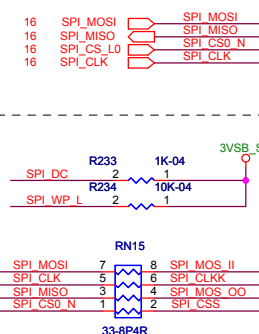 16 SPI_MOSI SPI_MOSI
16 SPI_MISO SPI_MISO
16 SPI_CS_L0 SPI_CS0_N
16 SPI_CLK SPI_CLK
3VSB_S
R233 1K-04
SPI_DC 2 1
R234 10K-04
SPI_WP_L 2 1
RN15
SPI_MOSI 7 8 SPI_MOS_II
SPI_CLK 5 6 SPI_CLKK
SPI_MISO 3 4 SPI_MOS_OO
SPI_CS0_N 1 2 SPI_CSS
33-8P4R